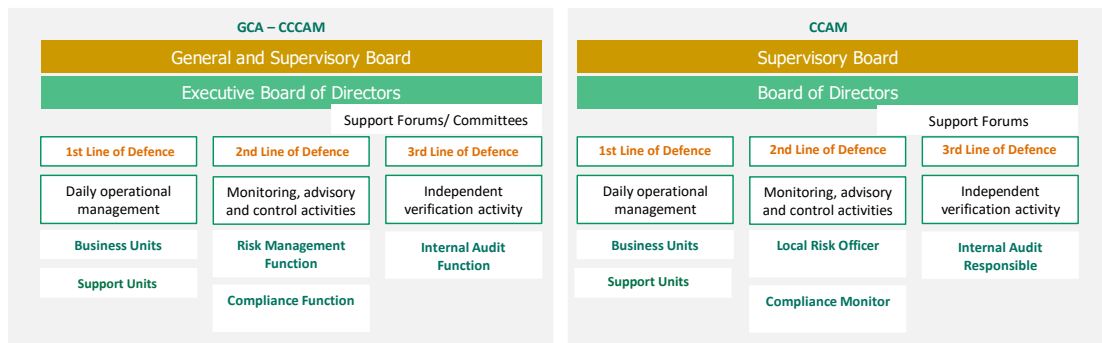 GCA – CCCAM
General and Supervisory Board
Executive Board of Directors
Support Forums/ Committees
1st Line of Defence
2nd Line of Defence
3rd Line of Defence
Daily operational
management
Monitoring, advisory
and control activities
Independent
verification activity
Business Units
Risk Management
Function
Internal Audit
Function
Support Units
Compliance Function
CCAM
Supervisory Board
Board of Directors
Support Forums
1st Line of Defence
2nd Line of Defence
3rd Line of Defence
Daily operational
management
Monitoring, advisory
and control activities
Independent
verification activity
Business Units
Local Risk Officer
Internal Audit
Responsible
Support Units
Compliance Monitor